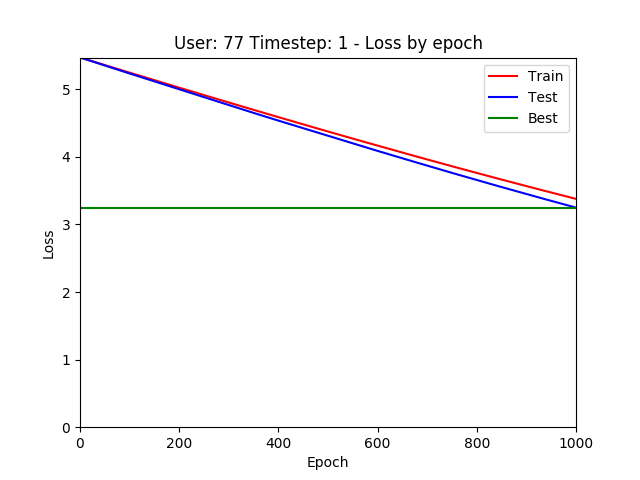 User: 77 Timestep: 1 - Loss by epoch
Train
Test
Best
5
4
3
2
1
0
Loss
0 200 400 600 800 1000
Epoch